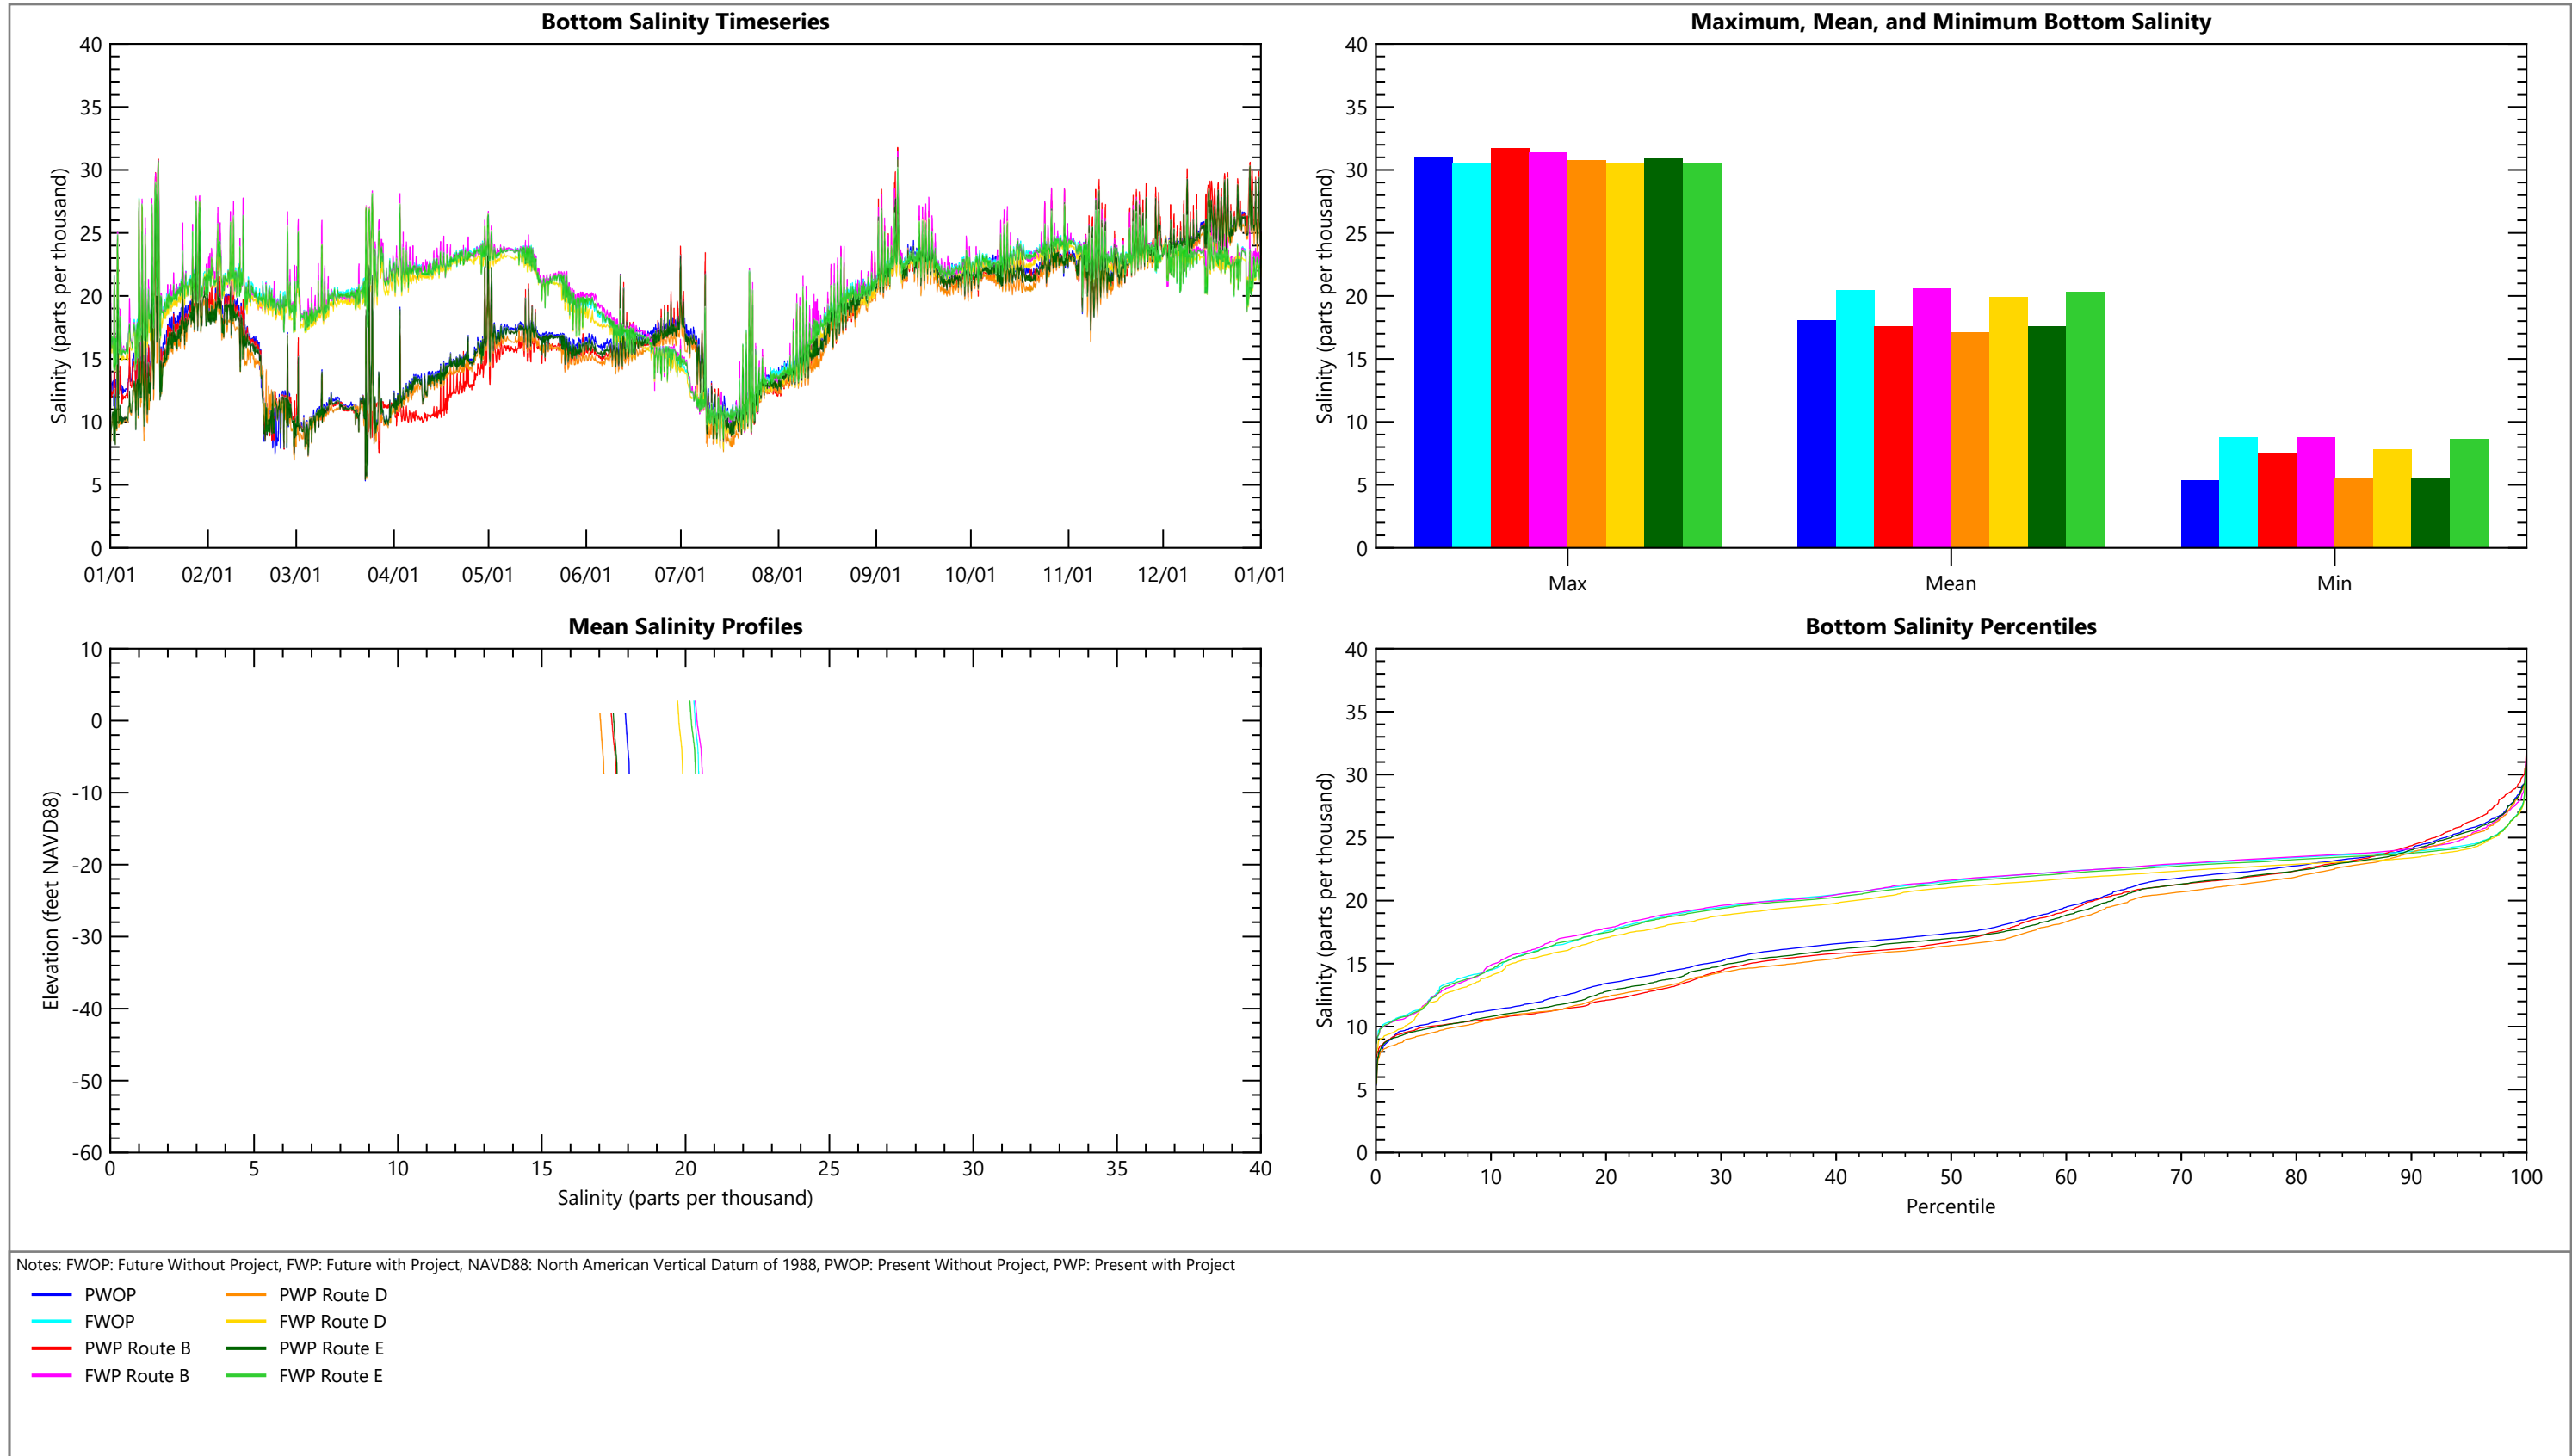 Bottom Salinity Timeseries
Salinity (parts per thousand)
40
35
30
25
20
15
10
5
0
01/01 02/01 03/01 04/01 05/01 06/01 07/01 08/01 09/01 10/01 11/01 12/01 01/01
Maximum, Mean, and Minimum Bottom Salinity
Salinity (parts per thousand)
40
35
30
25
20
15
10
5
0
Max Mean Min
Mean Salinity Profiles
Elevation (feet NAVD88)
10
0
-10
-20
-30
-40
-50
-60
0 5 10 15 20 25 30 35 40
Salinity (parts per thousand)
Bottom Salinity Percentiles
Salinity (parts per thousand)
40
35
30
25
20
15
10
5
0
0 10 20 30 40 50 60 70 80 90 100
Percentile
Notes: FWOP: Future Without Project, FWP: Future with Project, NAVD88: North American Vertical Datum of 1988, PWOP: Present Without Project, PWP: Present with Project
PWOP
FWOP
PWP Route B
FWP Route B
PWP Route D
FWP Route D
PWP Route E
FWP Route E